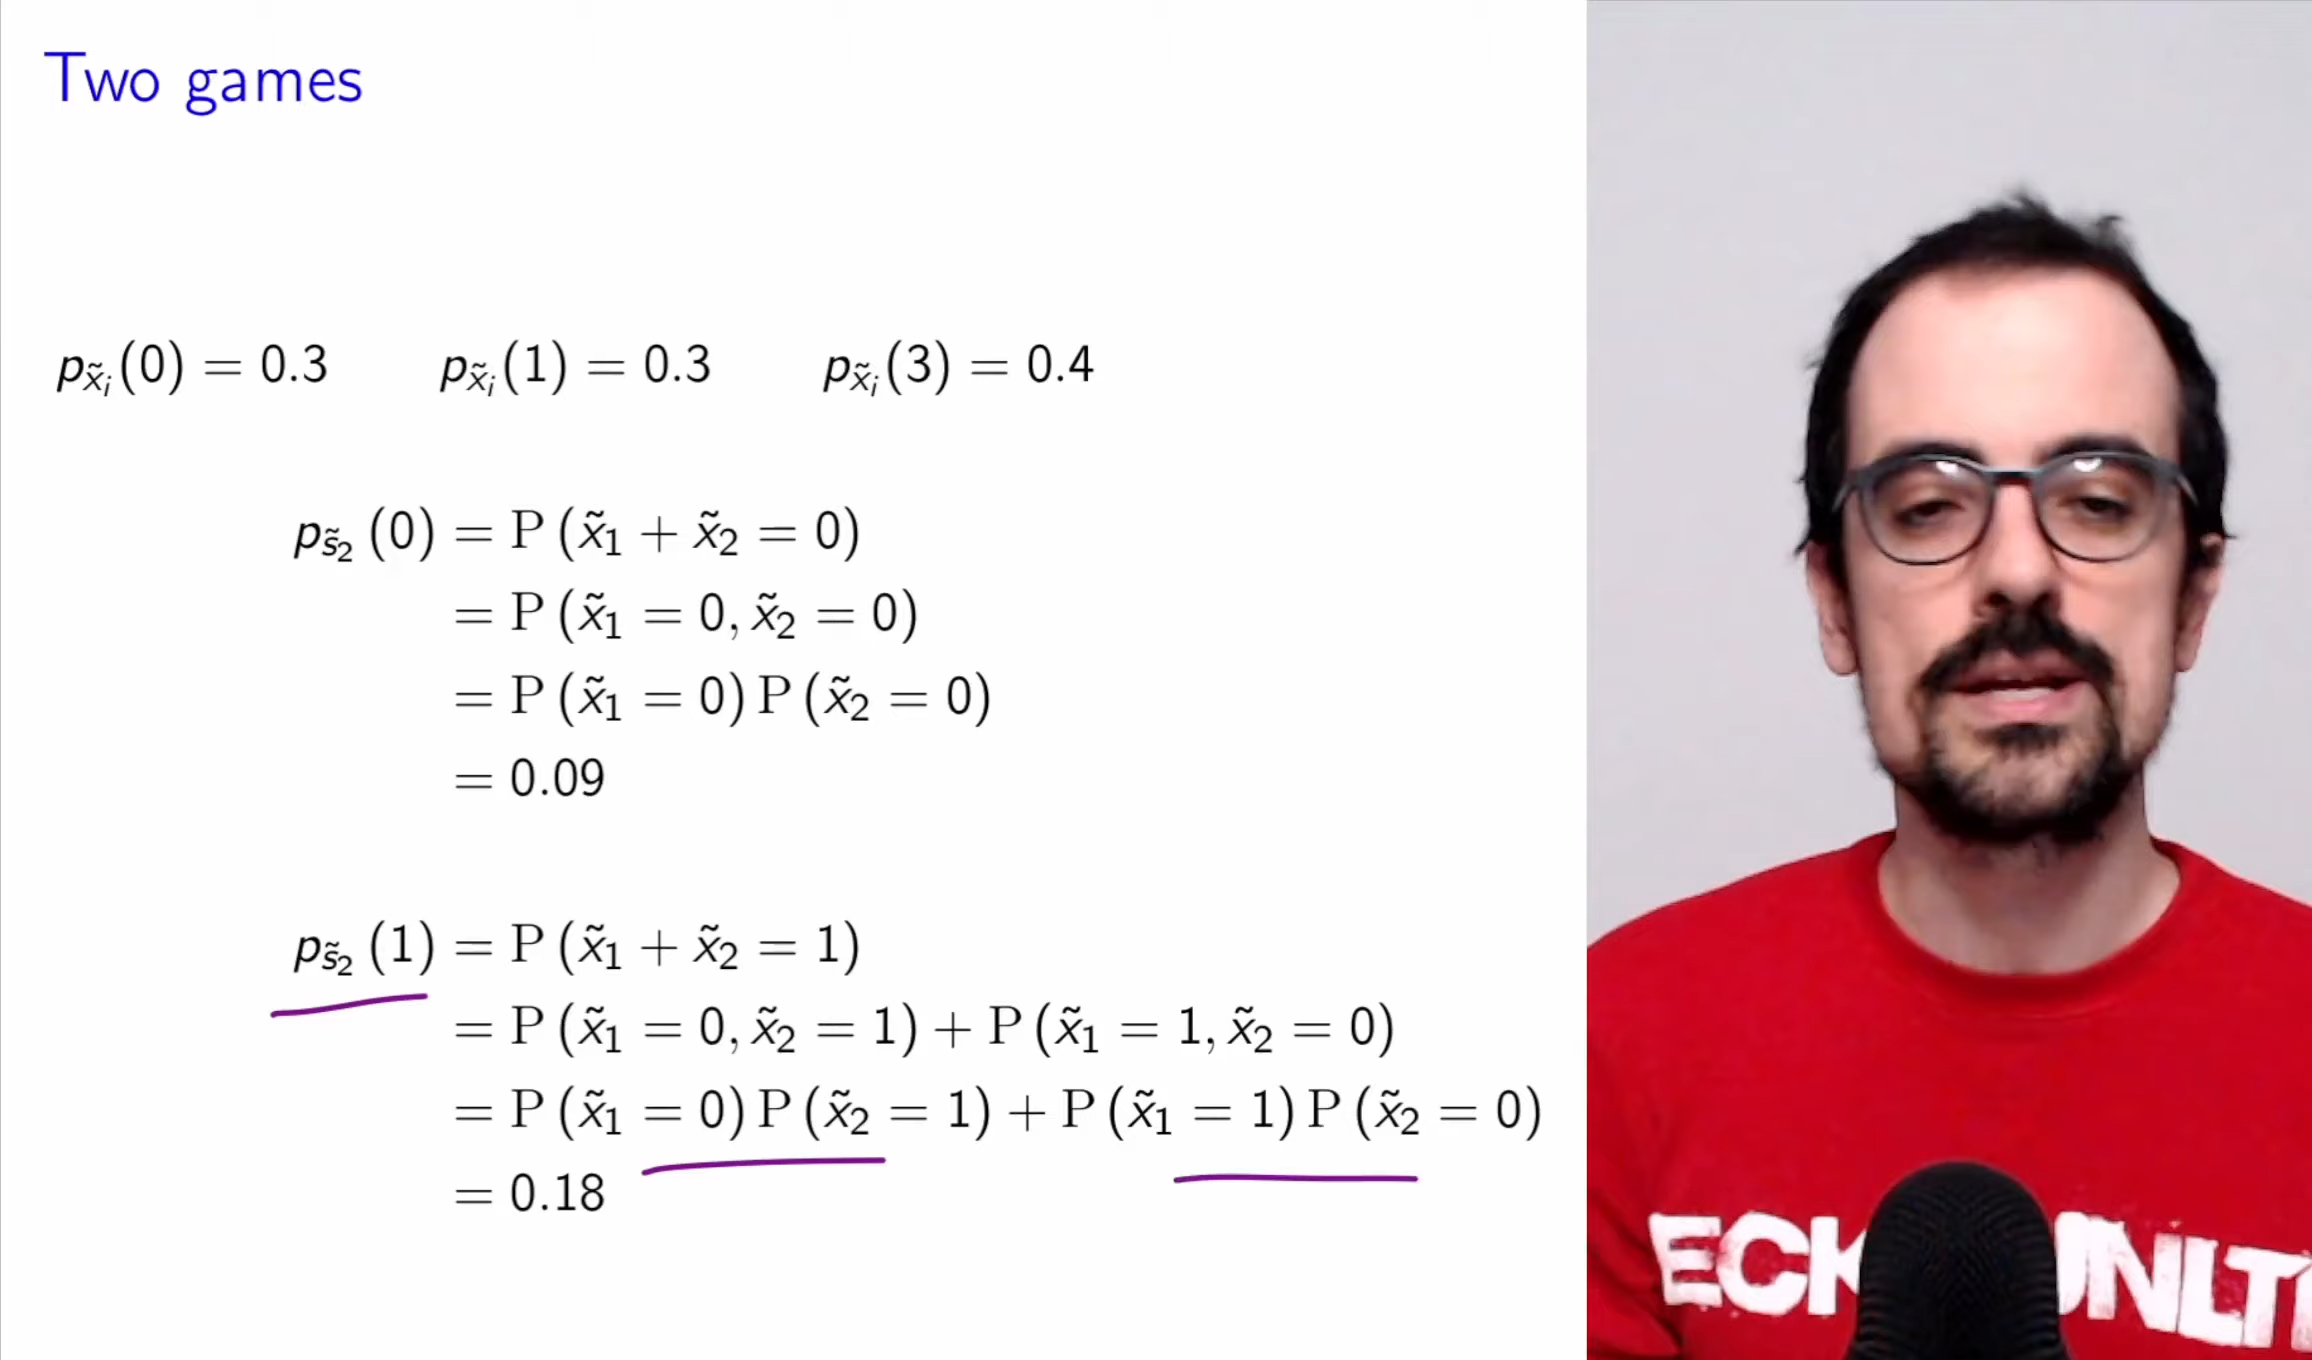 Two games
p_{x̃_i}(0) = 0.3    p_{x̃_i}(1) = 0.3    p_{x̃_i}(3) = 0.4
p_{s̃_2}(0) = P(x̃_1 + x̃_2 = 0)
= P(x̃_1 = 0, x̃_2 = 0)
= P(x̃_1 = 0) P(x̃_2 = 0)
= 0.09
p_{s̃_2}(1) = P(x̃_1 + x̃_2 = 1)
= P(x̃_1 = 0, x̃_2 = 1) + P(x̃_1 = 1, x̃_2 = 0)
= P(x̃_1 = 0) P(x̃_2 = 1) + P(x̃_1 = 1) P(x̃_2 = 0)
= 0.18